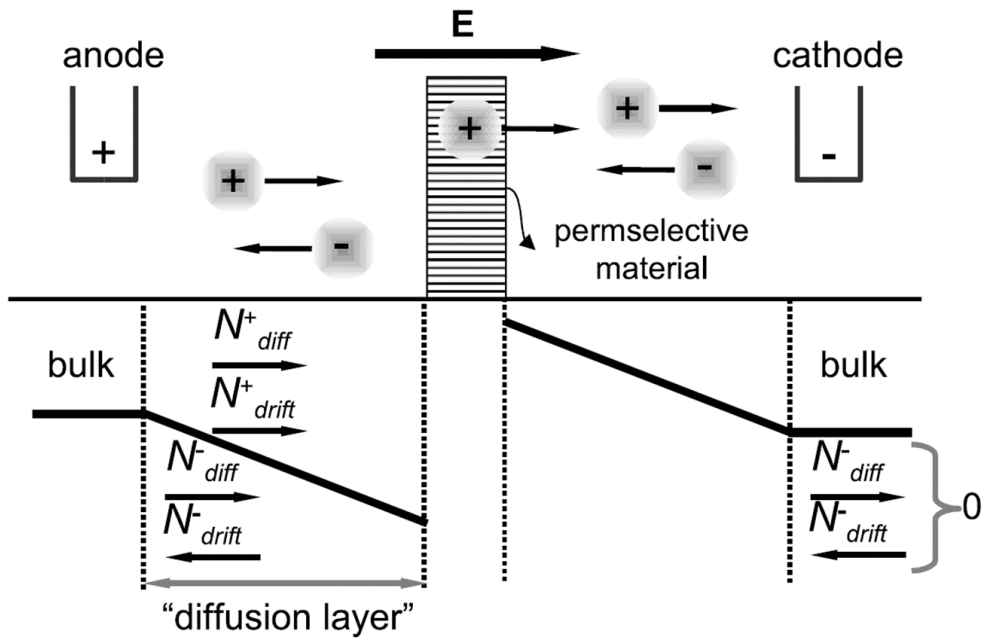 E
anode
cathode
+
-
+
+
+
-
-
permselective
material
bulk
N⁺diff
N⁺drift
N⁻diff
N⁻drift
bulk
N⁻diff
N⁻drift
0
“diffusion layer”